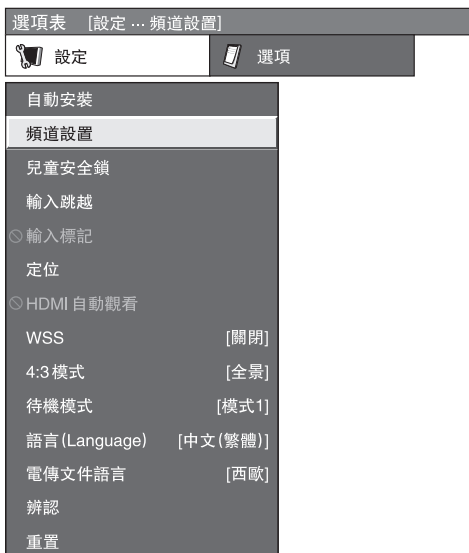 選項表 [設定 ··· 頻道設置]
設定 選項
自動安裝
頻道設置
兒童安全鎖
輸入跳越
輸入標記
定位
HDMI 自動觀看
WSS [關閉]
4:3 模式 [全景]
待機模式 [模式1]
語言(Language) [中文(繁體)]
電傳文件語言 [西歐]
辨認
重置